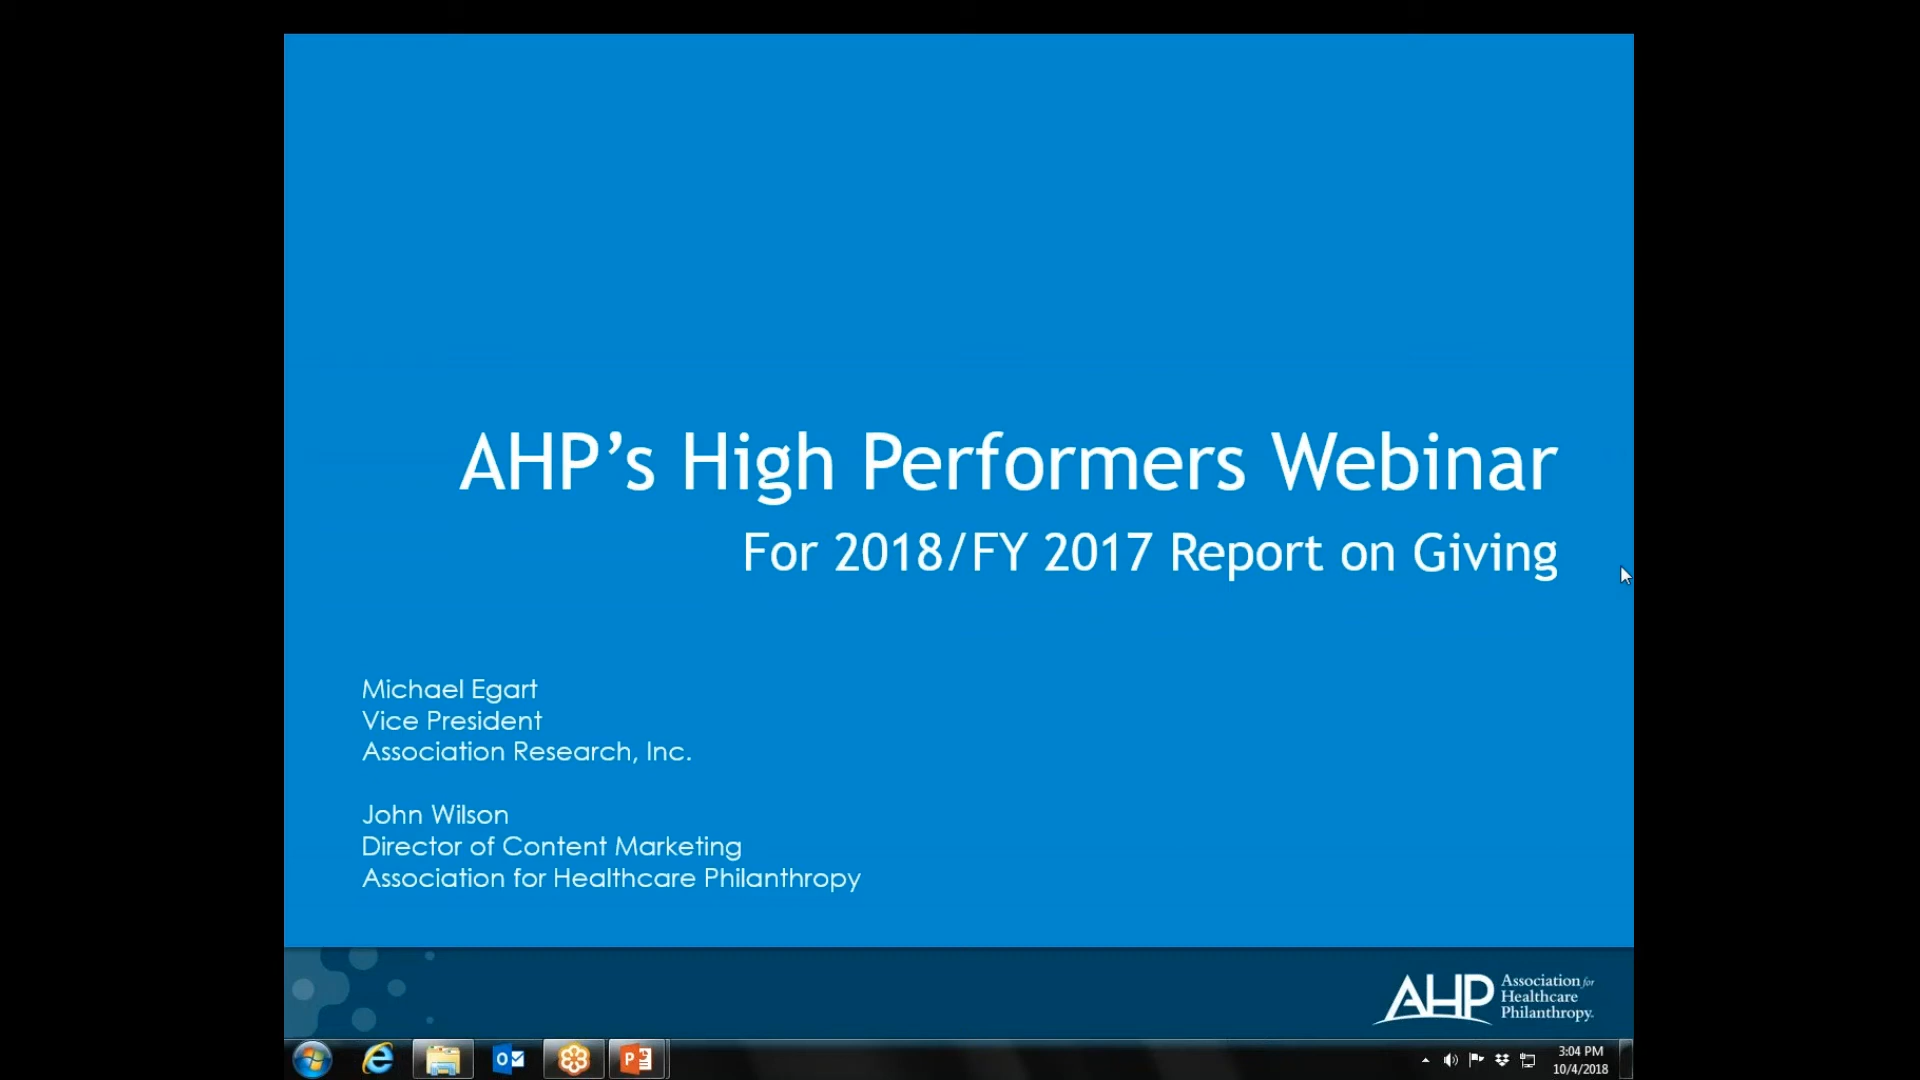 AHP’s High Performers Webinar
For 2018/FY 2017 Report on Giving
Michael Egart
Vice President
Association Research, Inc.
John Wilson
Director of Content Marketing
Association for Healthcare Philanthropy
AHP
Association for
Healthcare
Philanthropy.
3:04 PM
10/4/2018